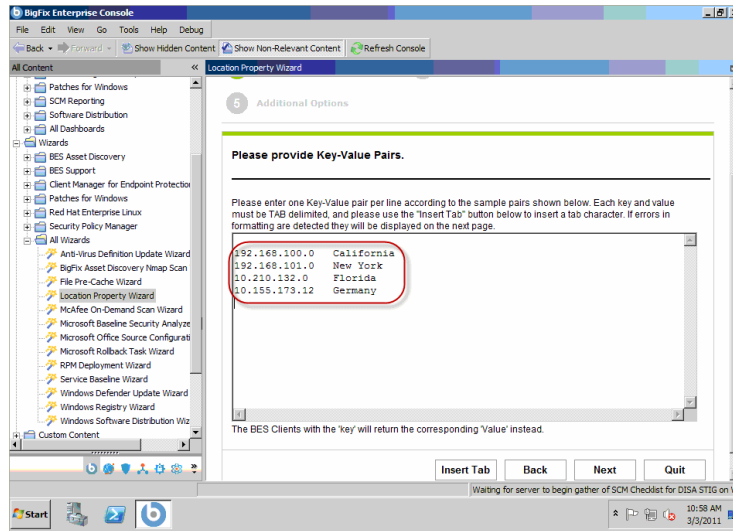 BigFix Enterprise Console
File Edit View Go Tools Help Debug
Back Forward Show Hidden Content Show Non-Relevant Content Refresh Console
All Content
Location Property Wizard
Patches for Windows
SCM Reporting
Software Distribution
All Dashboards
Wizards
BES Asset Discovery
BES Support
Client Manager for Endpoint Protection
Patches for Windows
Red Hat Enterprise Linux
Security Policy Manager
All Wizards
Anti-Virus Definition Update Wizard
BigFix Asset Discovery Nmap Scan
File Pre-Cache Wizard
Location Property Wizard
McAfee On-Demand Scan Wizard
Microsoft Baseline Security Analyze
Microsoft Office Source Configurati
Microsoft Rollback Task Wizard
RPM Deployment Wizard
Service Baseline Wizard
Windows Defender Update Wizard
Windows Registry Wizard
Windows Software Distribution Wiz
Custom Content
5 Additional Options
Please provide Key-Value Pairs.
Please enter one Key-Value pair per line according to the sample pairs shown below. Each key and value
must be TAB delimited, and please use the "Insert Tab" button below to insert a tab character. If errors in
formatting are detected they will be displayed on the next page.
192.168.100.0 California
192.168.101.0 New York
10.210.132.0 Florida
10.155.173.12 Germany
The BES Clients with the 'key' will return the corresponding 'Value' instead.
Insert Tab Back Next Quit
Waiting for server to begin gather of SCM Checklist for DISA STIG on
Start
10:58 AM
3/3/2011